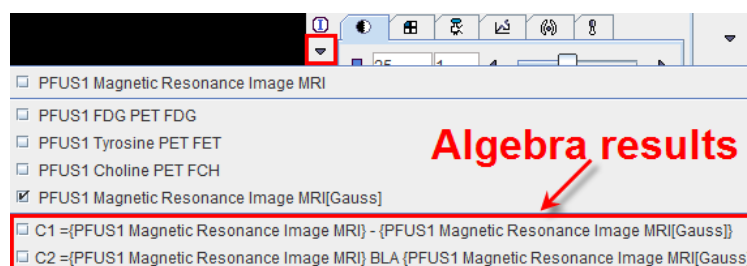 PFUS1 Magnetic Resonance Image MRI
PFUS1 FDG PET FDG
PFUS1 Tyrosine PET FET
PFUS1 Choline PET FCH
PFUS1 Magnetic Resonance Image MRI[Gauss]
Algebra results
C1 ={PFUS1 Magnetic Resonance Image MRI} - {PFUS1 Magnetic Resonance Image MRI[Gauss]}
C2 ={PFUS1 Magnetic Resonance Image MRI} BLA {PFUS1 Magnetic Resonance Image MRI[Gauss